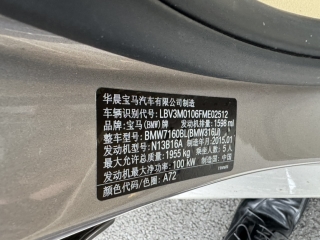 华晨宝马汽车有限公司制造
车辆识别代号: LBV3M0106FME02512
品牌: 宝马(BMW)牌 发动机排量: 1598 ml
整车型号: BMW7160BL(BMW316Li)
发动机型号: N13B16A 制造年月: 2015.01
最大允许总质量: 1955 kg 乘坐人数: 5人
发动机最大净功率: 100 kW 制造国: 中国
颜色代码/色圈: A72